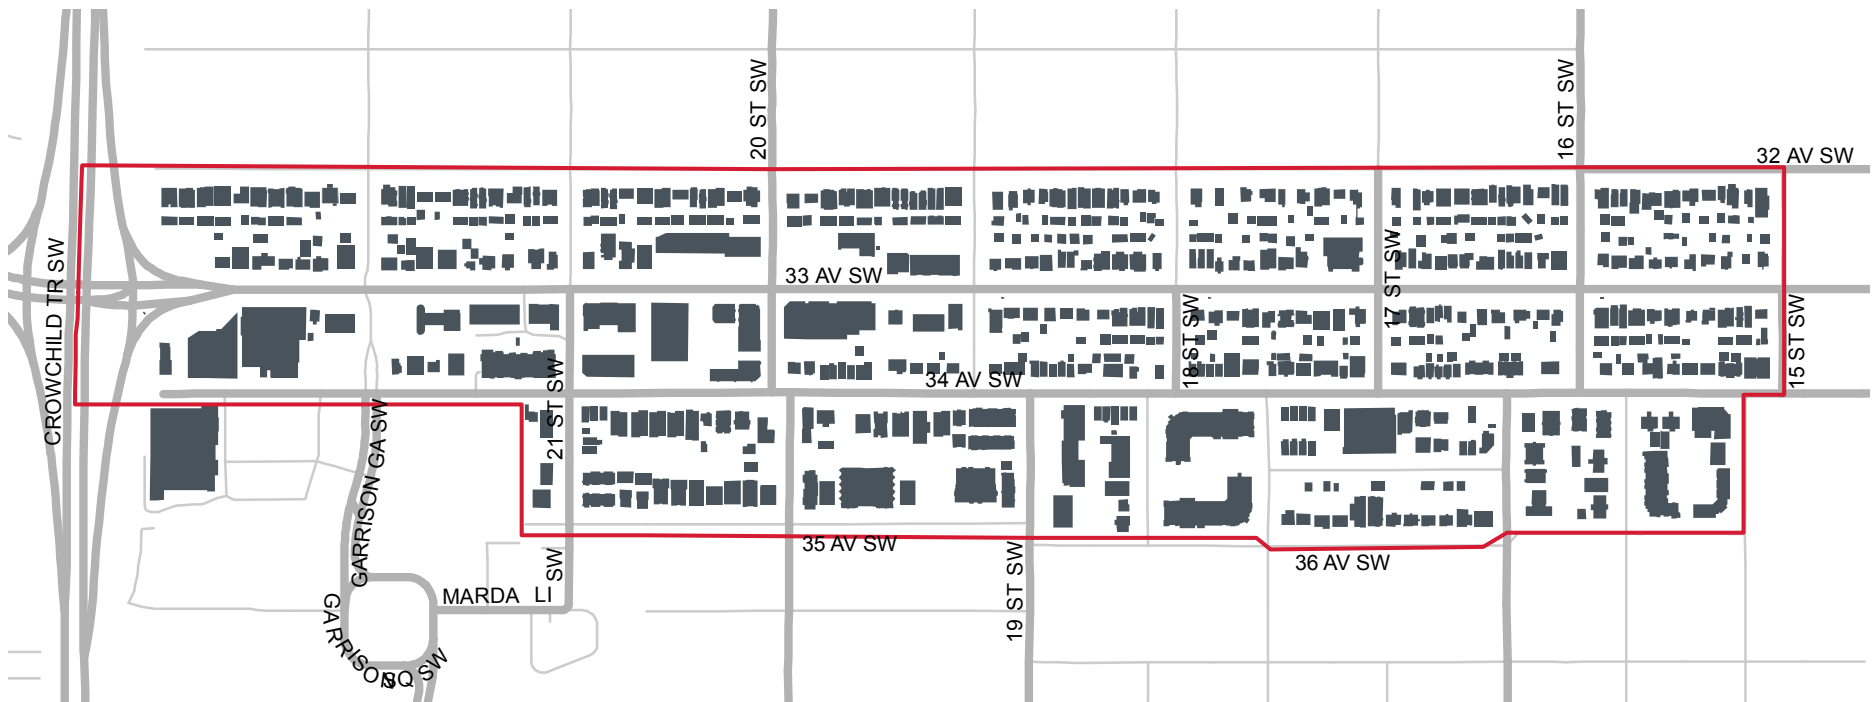 20 ST SW
16 ST SW
32 AV SW
CROWCHILD TR SW
33 AV SW
17 ST SW
18 ST SW
15 ST SW
34 AV SW
21 ST SW
GARRISON GA SW
35 AV SW
36 AV SW
19 ST SW
MARDA LI SW
GARRISON SQ SW